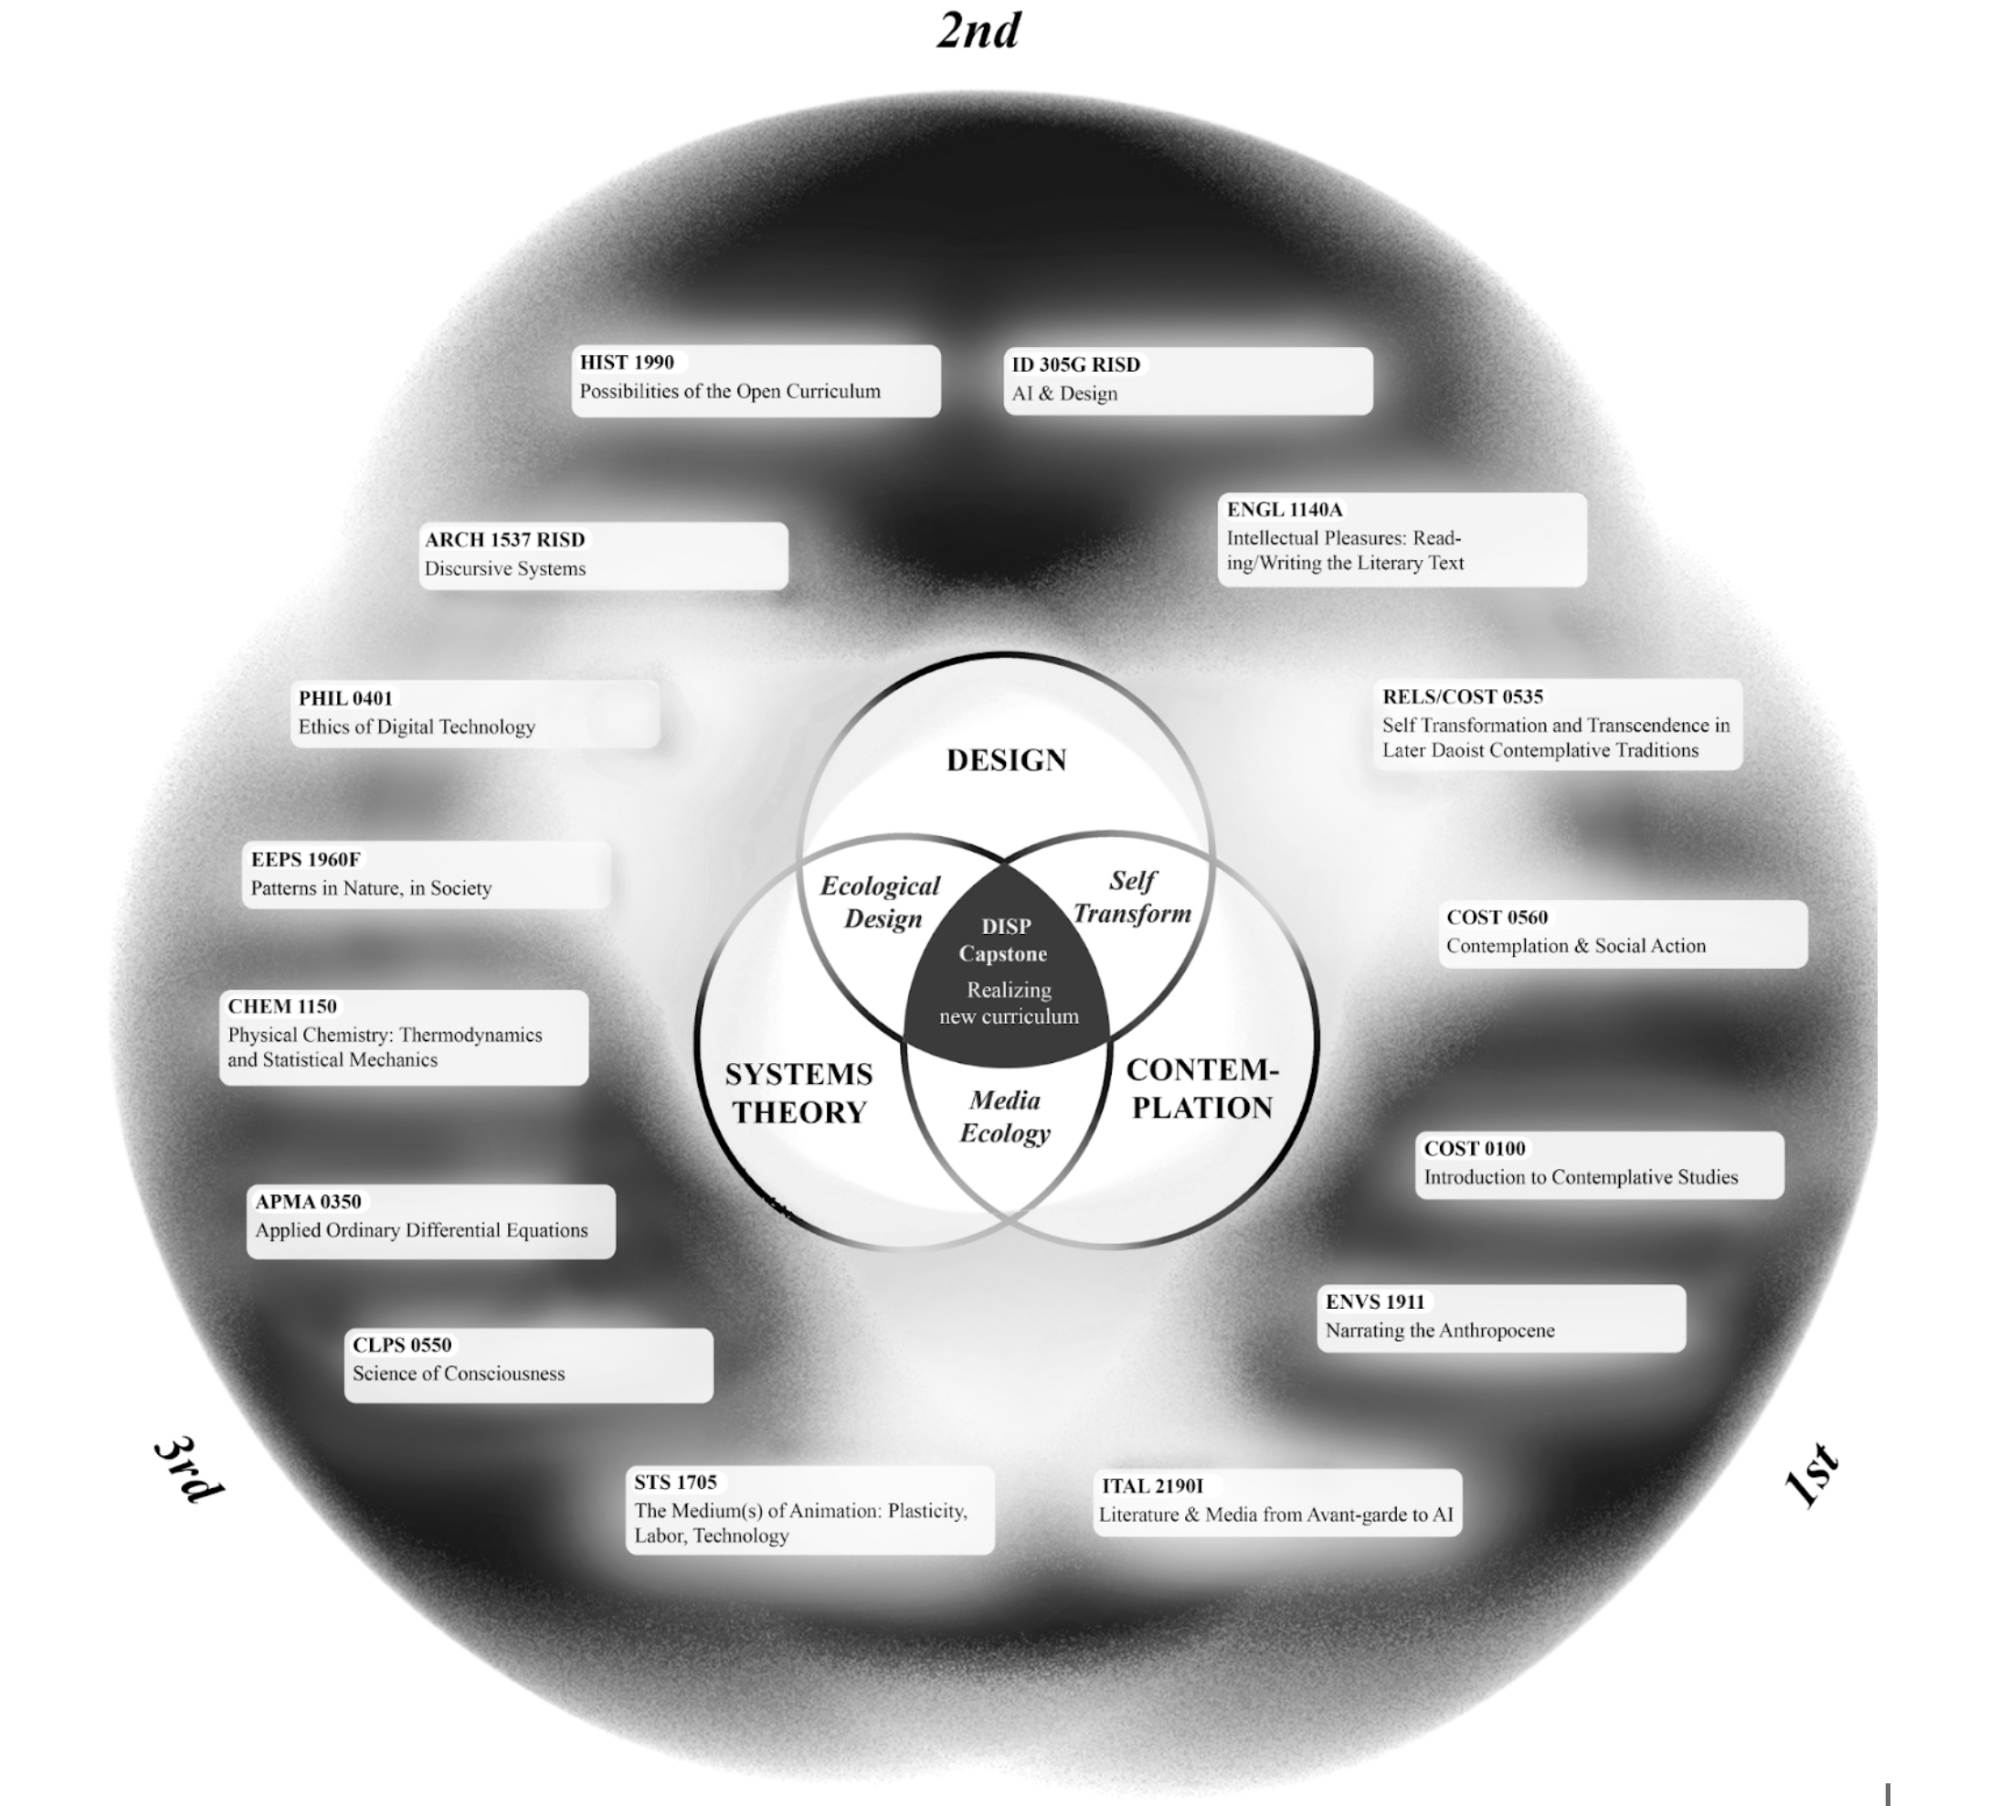 2nd
HIST 1990
Possibilities of the Open Curriculum
ID 305G RISD
AI & Design
ARCH 1537 RISD
Discursive Systems
ENGL 1140A
Intellectual Pleasures: Read-
ing/Writing the Literary Text
PHIL 0401
Ethics of Digital Technology
RELS/COST 0535
Self Transformation and Transcendence in
Later Daoist Contemplative Traditions
DESIGN
EEPS 1960F
Patterns in Nature, in Society
Ecological
Design
Self
Transform
DISP
Capstone
Realizing
new curriculum
COST 0560
Contemplation & Social Action
CHEM 1150
Physical Chemistry: Thermodynamics
and Statistical Mechanics
SYSTEMS
THEORY
Media
Ecology
CONTEM-
PLATION
COST 0100
Introduction to Contemplative Studies
APMA 0350
Applied Ordinary Differential Equations
ENVS 1911
Narrating the Anthropocene
CLPS 0550
Science of Consciousness
3rd
1st
STS 1705
The Medium(s) of Animation: Plasticity,
Labor, Technology
ITAL 2190I
Literature & Media from Avant-garde to AI